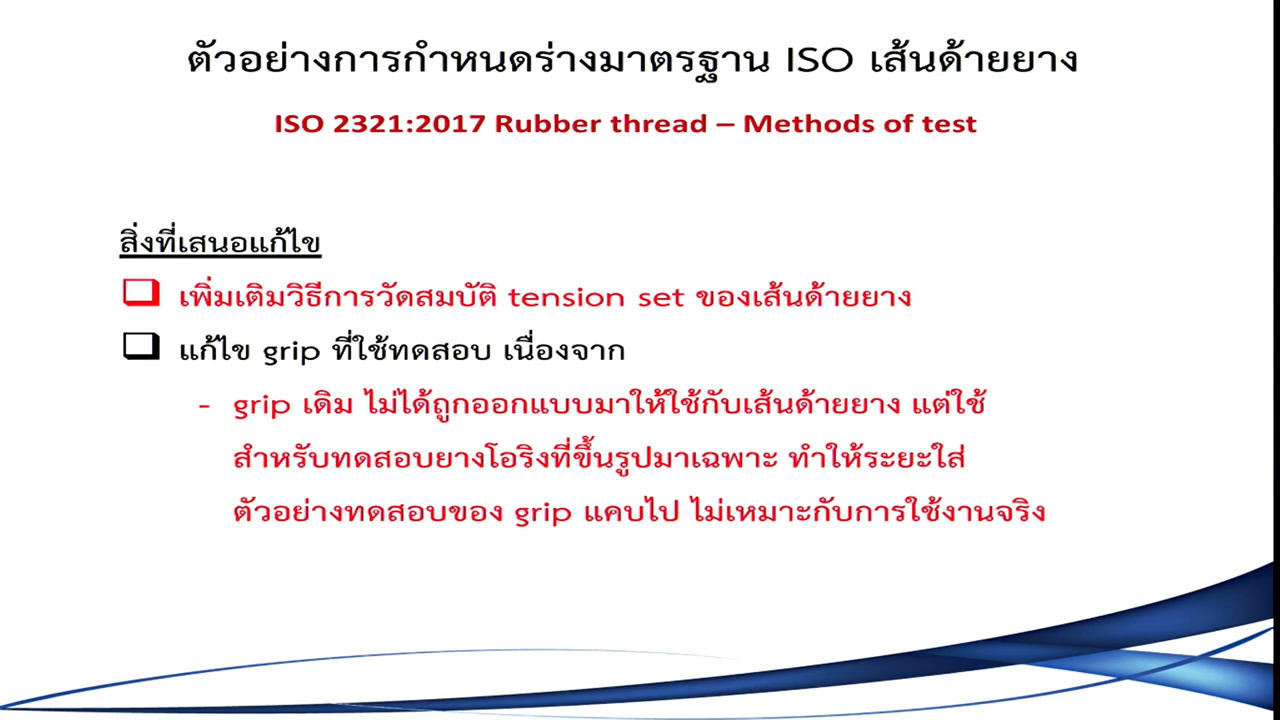 ตัวอย่างการกำหนดร่างมาตรฐาน ISO เส้นด้ายยาง
ISO 2321:2017 Rubber thread – Methods of test
สิ่งที่เสนอแก้ไข
เพิ่มเติมวิธีการวัดสมบัติ tension set ของเส้นด้ายยาง
แก้ไข grip ที่ใช้ทดสอบ เนื่องจาก
- grip เดิม ไม่ได้ถูกออกแบบมาให้ใช้กับเส้นด้ายยาง แต่ใช้
สำหรับทดสอบยางโอริงที่ขึ้นรูปมาเฉพาะ ทำให้ระยะใส่
ตัวอย่างทดสอบของ grip แคบไป ไม่เหมาะกับการใช้งานจริง